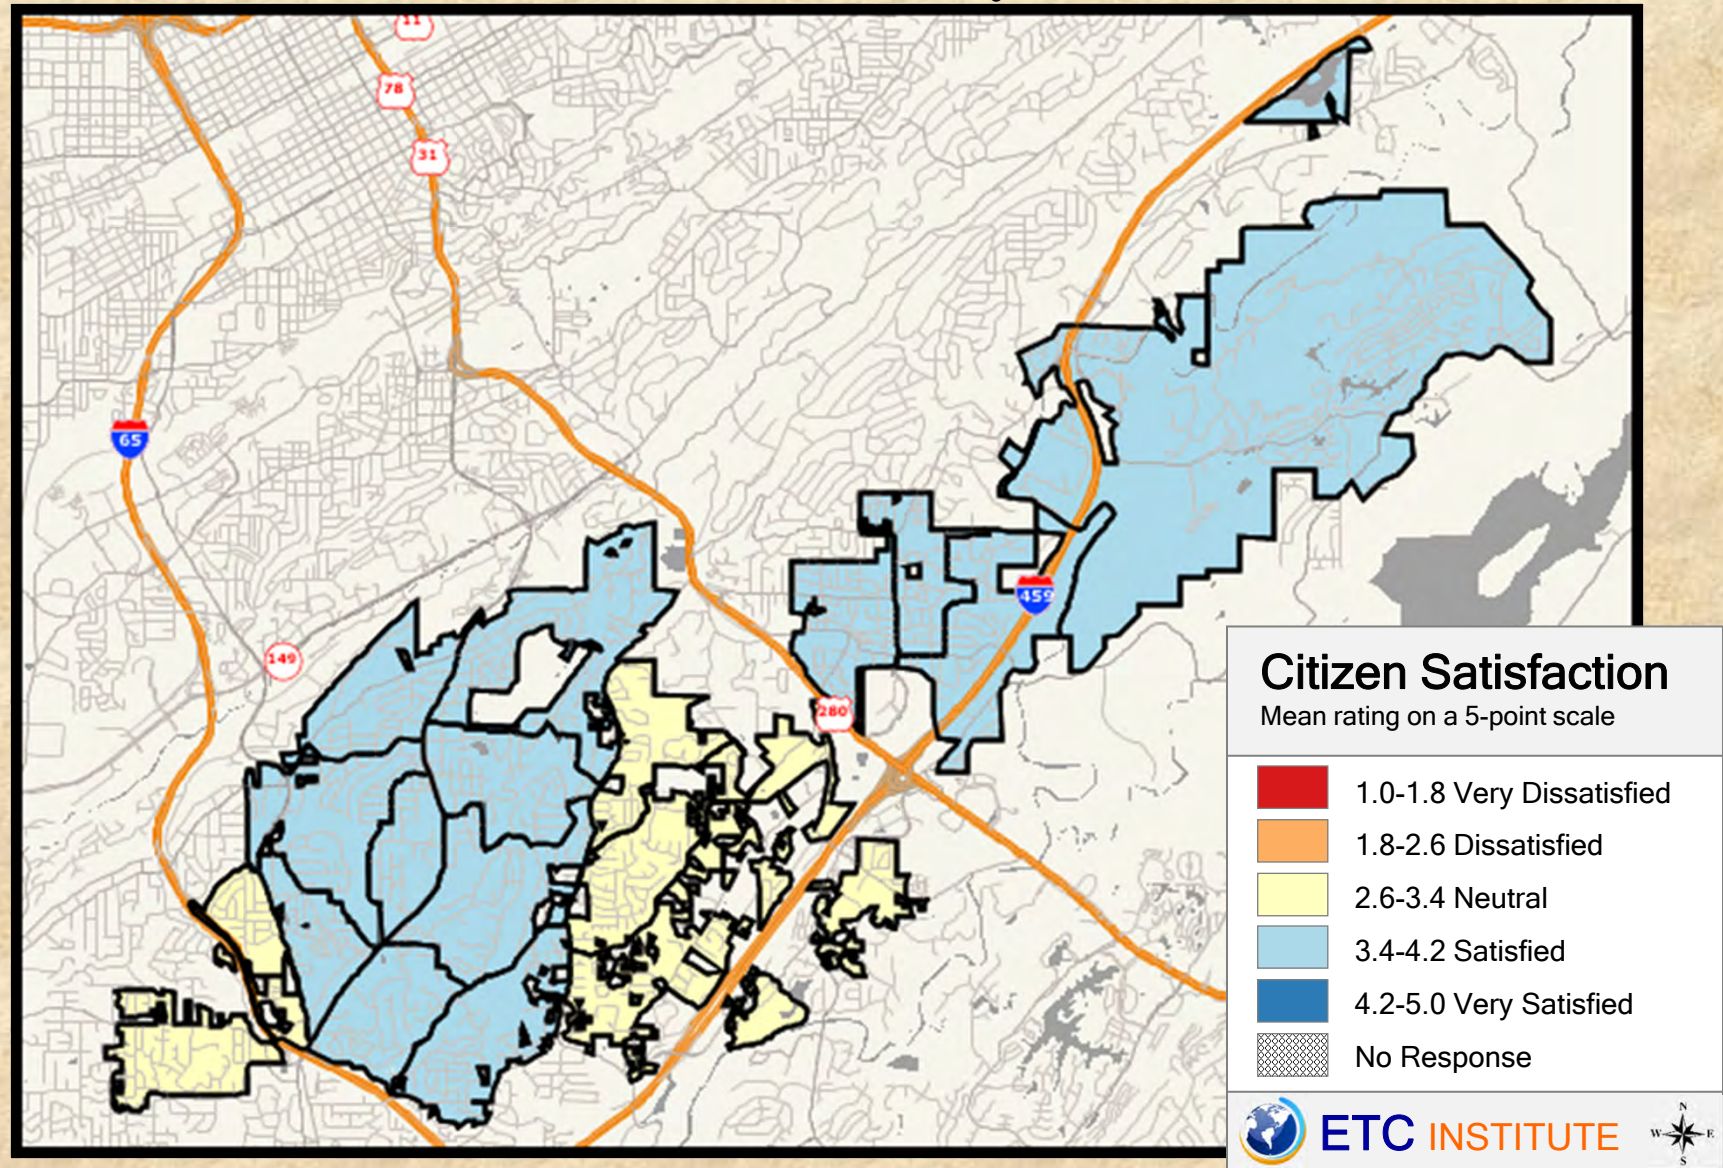 11
78
31
65
149
459
280
Citizen Satisfaction
Mean rating on a 5-point scale
1.0-1.8 Very Dissatisfied
1.8-2.6 Dissatisfied
2.6-3.4 Neutral
3.4-4.2 Satisfied
4.2-5.0 Very Satisfied
No Response
ETC INSTITUTE
N
W E
S